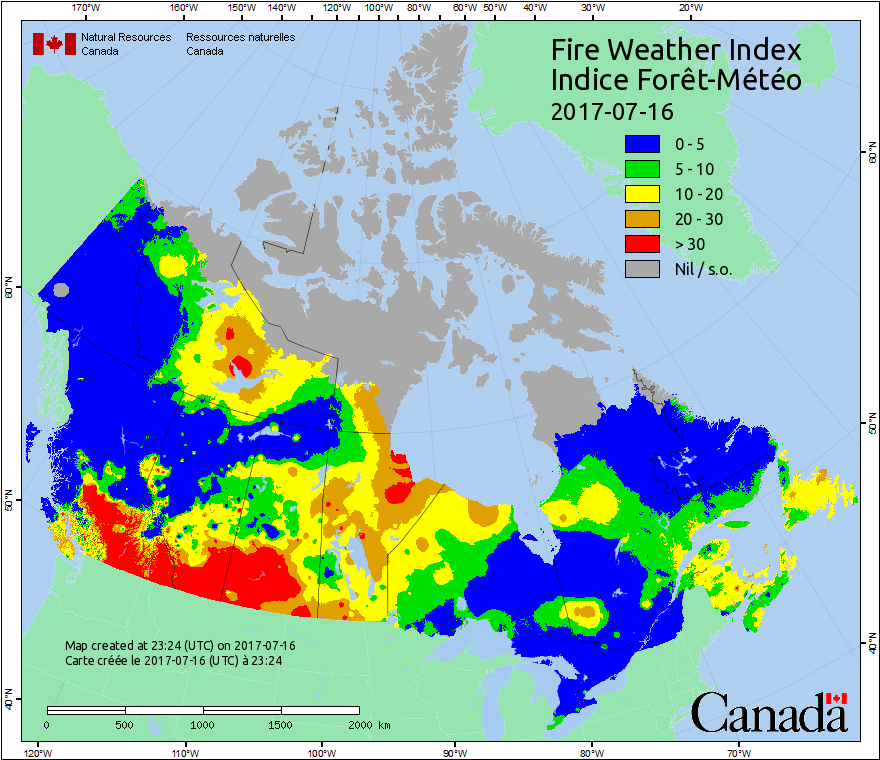 170°W 160°W 150°W 140°W 120°W 100°W 80°W 60°W 50°W 40°W 30°W 20°W
Natural Resources Ressources naturelles
Canada Canada
Fire Weather Index
Indice Forêt-Météo
2017-07-16
0 - 5
5 - 10
10 - 20
20 - 30
> 30
Nil / s.o.
60°N
60°N
50°N
50°N
40°N
40°N
Map created at 23:24 (UTC) on 2017-07-16
Carte créée le 2017-07-16 (UTC) à 23:24
0 500 1000 1500 2000 km
Canada
120°W 110°W 100°W 90°W 80°W 70°W